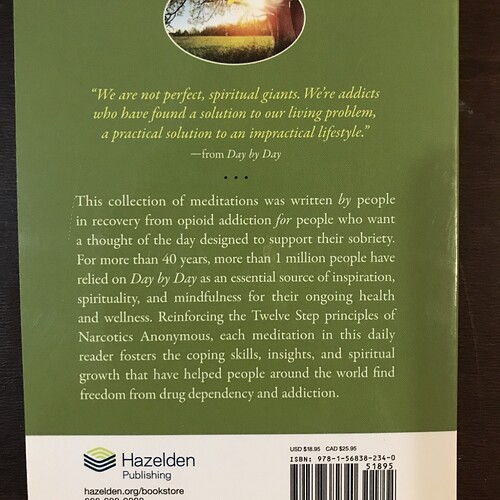 “We are not perfect, spiritual giants. We’re addicts
who have found a solution to our living problem,
a practical solution to an impractical lifestyle.”
—from Day by Day
• • •
This collection of meditations was written by people
in recovery from opioid addiction for people who want
a thought of the day designed to support their sobriety.
For more than 40 years, more than 1 million people have
relied on Day by Day as an essential source of inspiration,
spirituality, and mindfulness for their ongoing health
and wellness. Reinforcing the Twelve Step principles of
Narcotics Anonymous, each meditation in this daily
reader fosters the coping skills, insights, and spiritual
growth that have helped people around the world find
freedom from drug dependency and addiction.
Hazelden
Publishing
hazelden.org/bookstore
USD $18.95 CAD $25.95
ISBN: 978-1-56838-234-0
51895